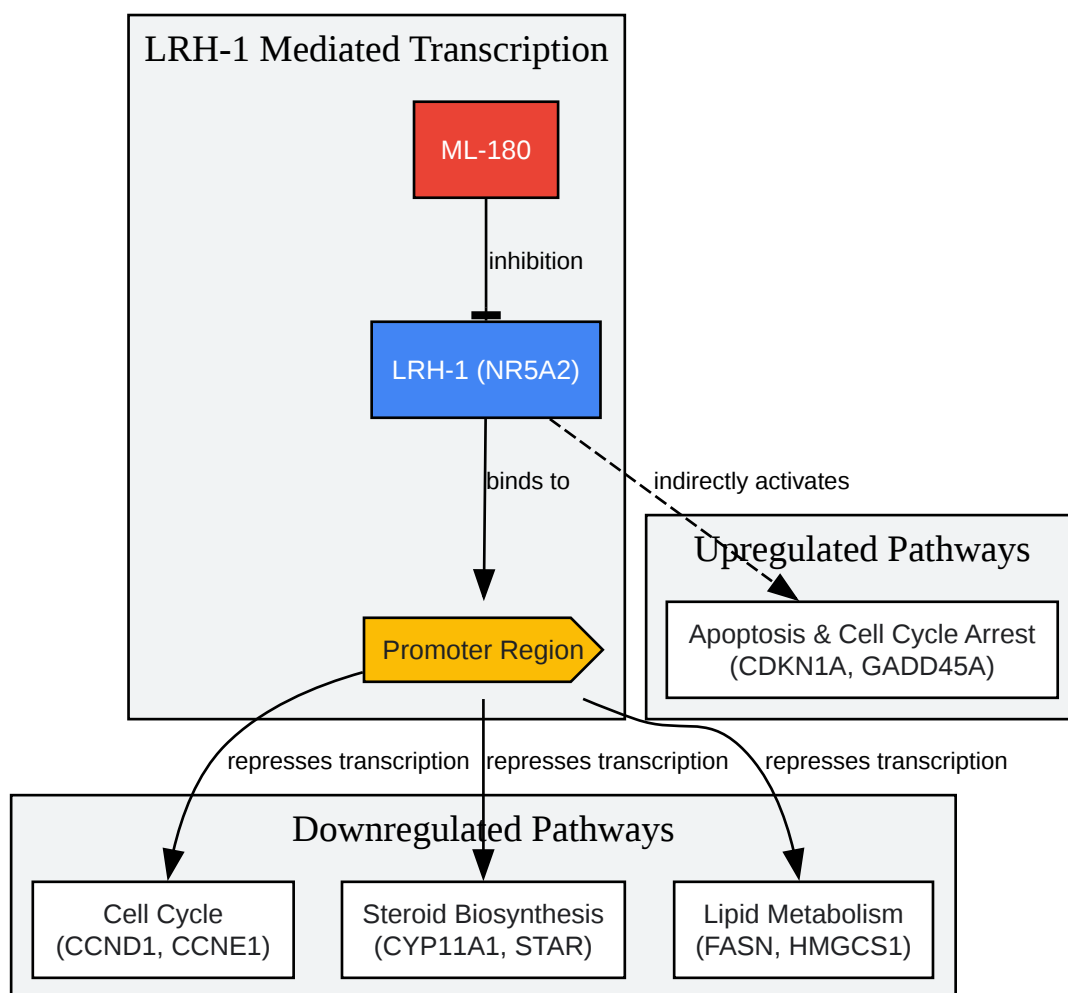 LRH-1 Mediated Transcription
ML-180
inhibition
LRH-1 (NR5A2)
binds to
indirectly activates
Upregulated Pathways
Apoptosis & Cell Cycle Arrest
(CDKN1A, GADD45A)
Promoter Region
represses transcription
represses transcription
represses transcription
Downregulated Pathways
Cell Cycle
(CCND1, CCNE1)
Steroid Biosynthesis
(CYP11A1, STAR)
Lipid Metabolism
(FASN, HMGCS1)